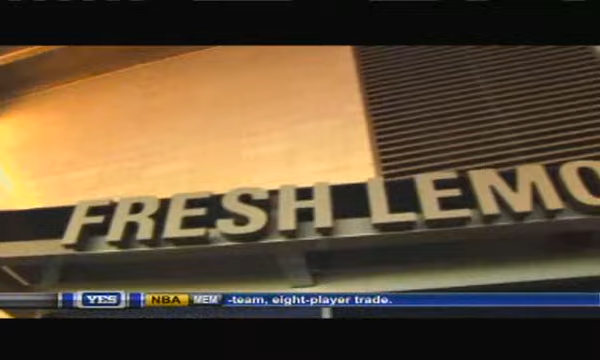 FRESH LEMO
YES NBA MEM -team, eight-player trade.